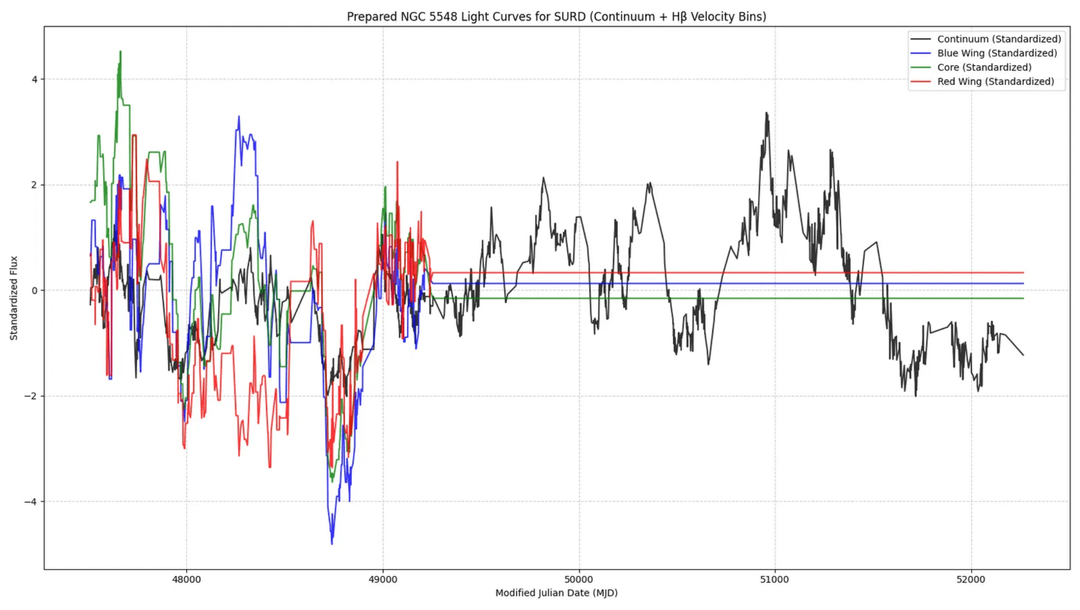 Prepared NGC 5548 Light Curves for SURD (Continuum + Hβ Velocity Bins)
Continuum (Standardized)
Blue Wing (Standardized)
Core (Standardized)
Red Wing (Standardized)
Standardized Flux
4
2
0
−2
−4
48000 49000 50000 51000 52000
Modified Julian Date (MJD)